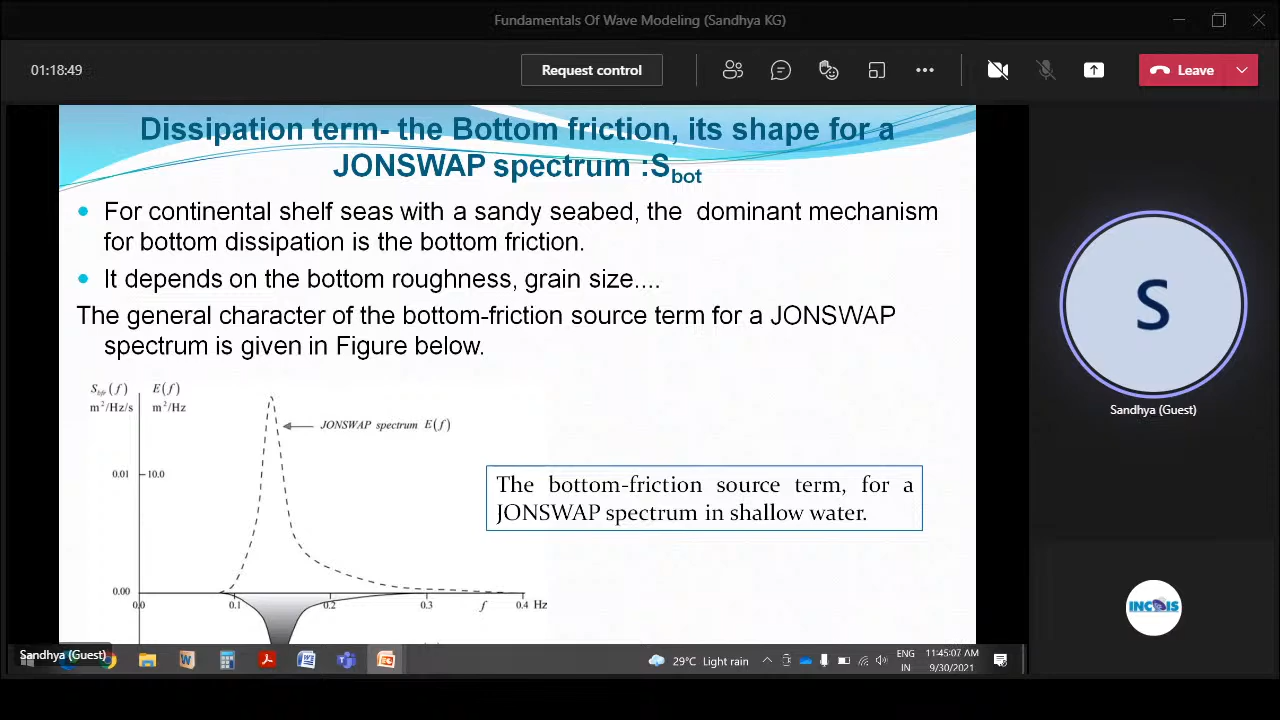 Fundamentals Of Wave Modeling (Sandhya KG)
01:18:49
Request control
Leave
Dissipation term- the Bottom friction, its shape for a
JONSWAP spectrum :Sbot
• For continental shelf seas with a sandy seabed, the dominant mechanism
for bottom dissipation is the bottom friction.
• It depends on the bottom roughness, grain size....
The general character of the bottom-friction source term for a JONSWAP
spectrum is given in Figure below.
Sbfr(f) E(f)
m²/Hz/s m²/Hz
JONSWAP spectrum E(f)
0.01 10.0
The bottom-friction source term, for a
JONSWAP spectrum in shallow water.
0.00
0.0 0.1 0.2 0.3 f 0.4 Hz
S
Sandhya (Guest)
INCOIS
Sandhya (Guest)
29°C Light rain
ENG
IN
11:45:07 AM
9/30/2021